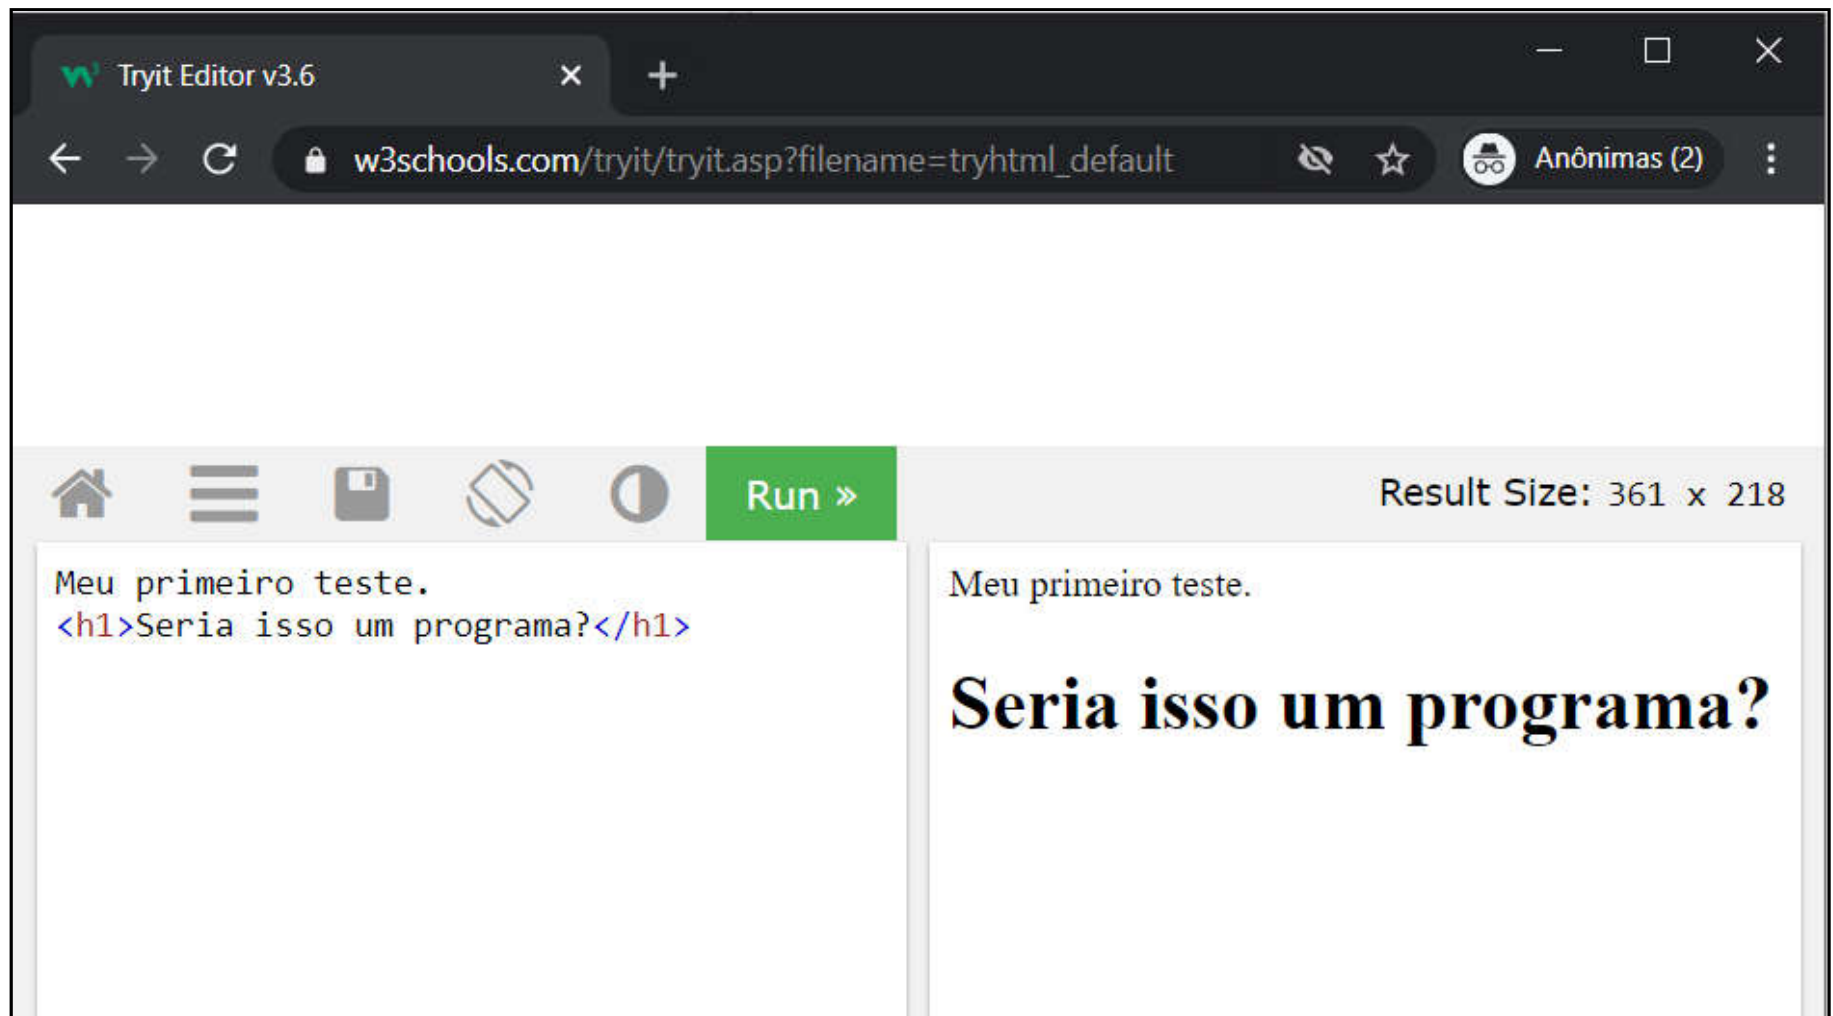 Tryit Editor v3.6
w3schools.com/tryit/tryit.asp?filename=tryhtml_default
Anônimas (2)
Run »
Result Size: 361 x 218
Meu primeiro teste.
<h1>Seria isso um programa?</h1>
Meu primeiro teste.
Seria isso um programa?